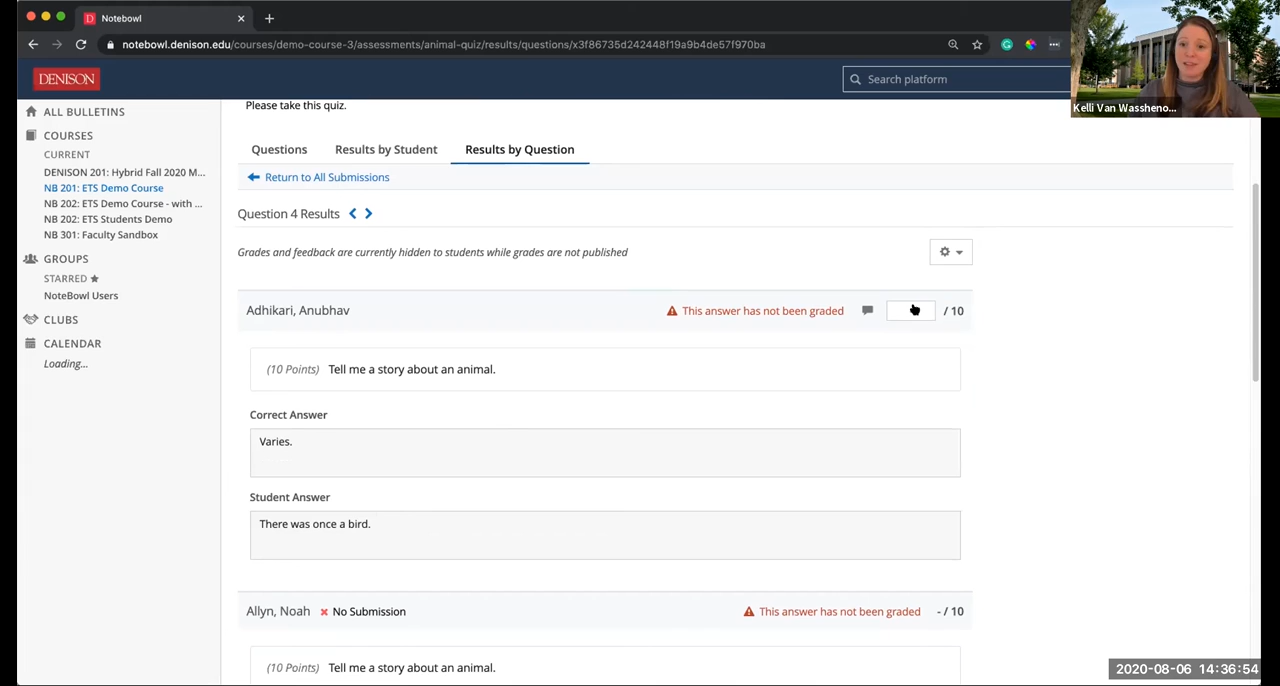 Notebowl
notebowl.denison.edu/courses/demo-course-3/assessments/animal-quiz/results/questions/x3f86735d242448f19a9b4de57f970ba
DENISON
Search platform
Kelli Van Wassheno...
ALL BULLETINS
COURSES
CURRENT
DENISON 201: Hybrid Fall 2020 M...
NB 201: ETS Demo Course
NB 202: ETS Demo Course - with ...
NB 202: ETS Students Demo
NB 301: Faculty Sandbox
GROUPS
STARRED
NoteBowl Users
CLUBS
CALENDAR
Loading...
Please take this quiz.
Questions Results by Student Results by Question
Return to All Submissions
Question 4 Results
Grades and feedback are currently hidden to students while grades are not published
Adhikari, Anubhav This answer has not been graded / 10
(10 Points) Tell me a story about an animal.
Correct Answer
Varies.
Student Answer
There was once a bird.
Allyn, Noah No Submission This answer has not been graded - / 10
(10 Points) Tell me a story about an animal.
2020-08-06 14:36:54